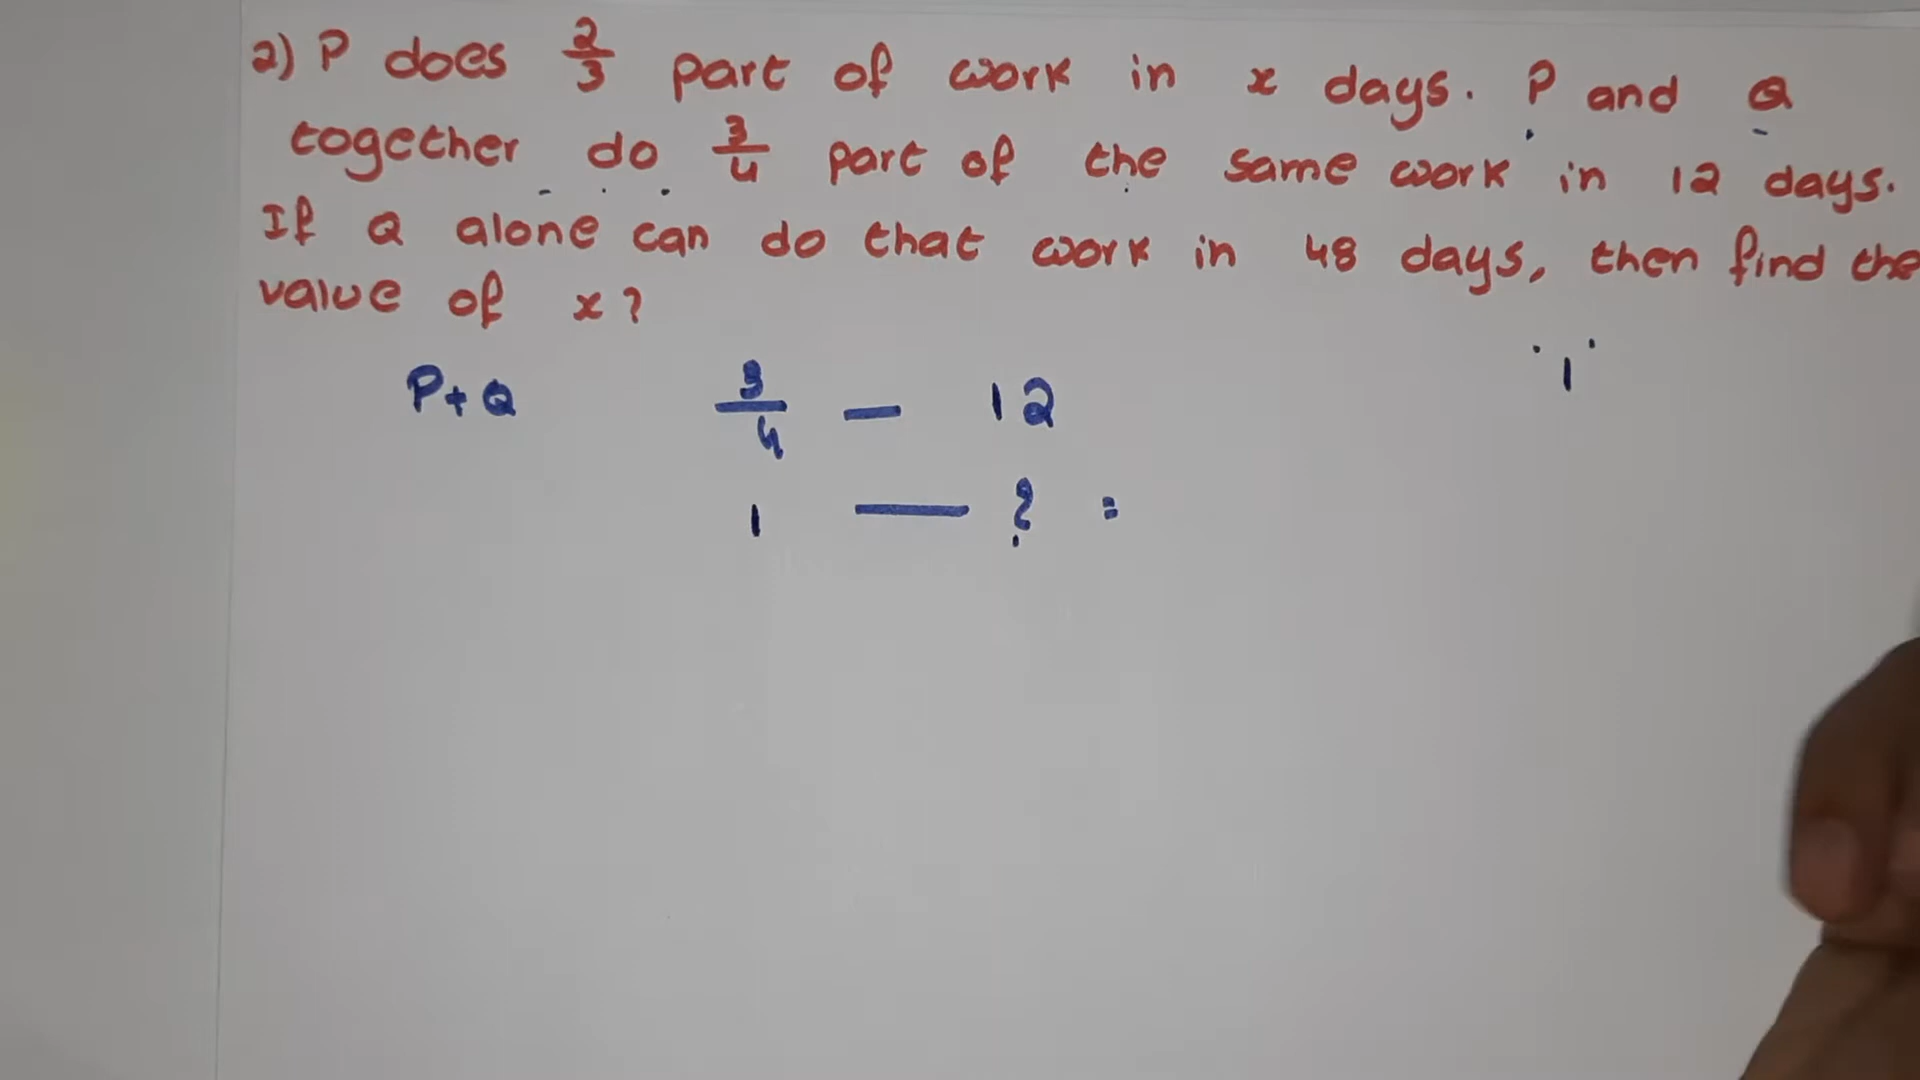 2) P does 2/3 part of work in x days. P and Q
together do 3/4 part of the same work in 12 days.
If Q alone can do that work in 48 days, then find the
value of x?
P+Q 3/4 — 12
1 — ? =
1